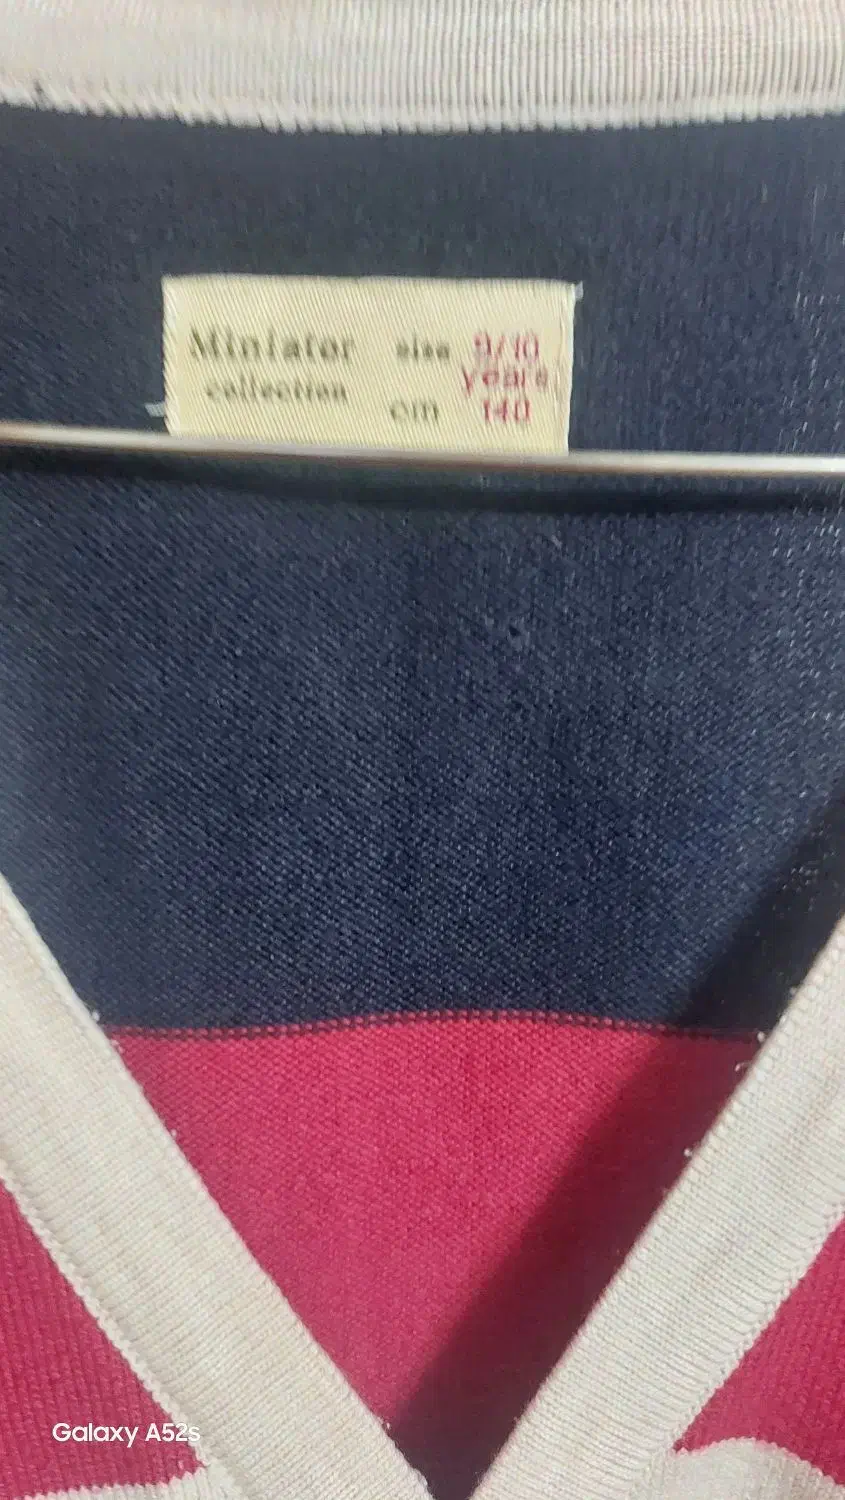 Miniator size 9/10
years
collection cm 140
Galaxy A52s